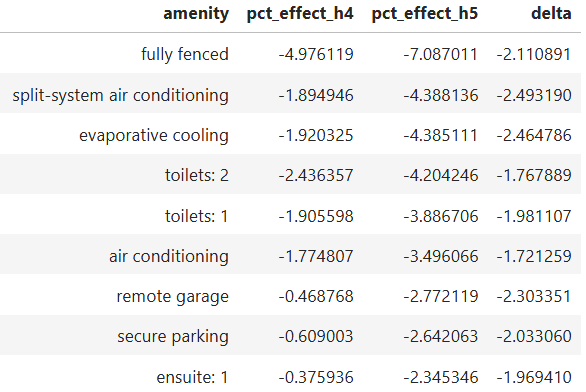 amenity pct_effect_h4 pct_effect_h5 delta
fully fenced -4.976119 -7.087011 -2.110891
split-system air conditioning -1.894946 -4.388136 -2.493190
evaporative cooling -1.920325 -4.385111 -2.464786
toilets: 2 -2.436357 -4.204246 -1.767889
toilets: 1 -1.905598 -3.886706 -1.981107
air conditioning -1.774807 -3.496066 -1.721259
remote garage -0.468768 -2.772119 -2.303351
secure parking -0.609003 -2.642063 -2.033060
ensuite: 1 -0.375936 -2.345346 -1.969410